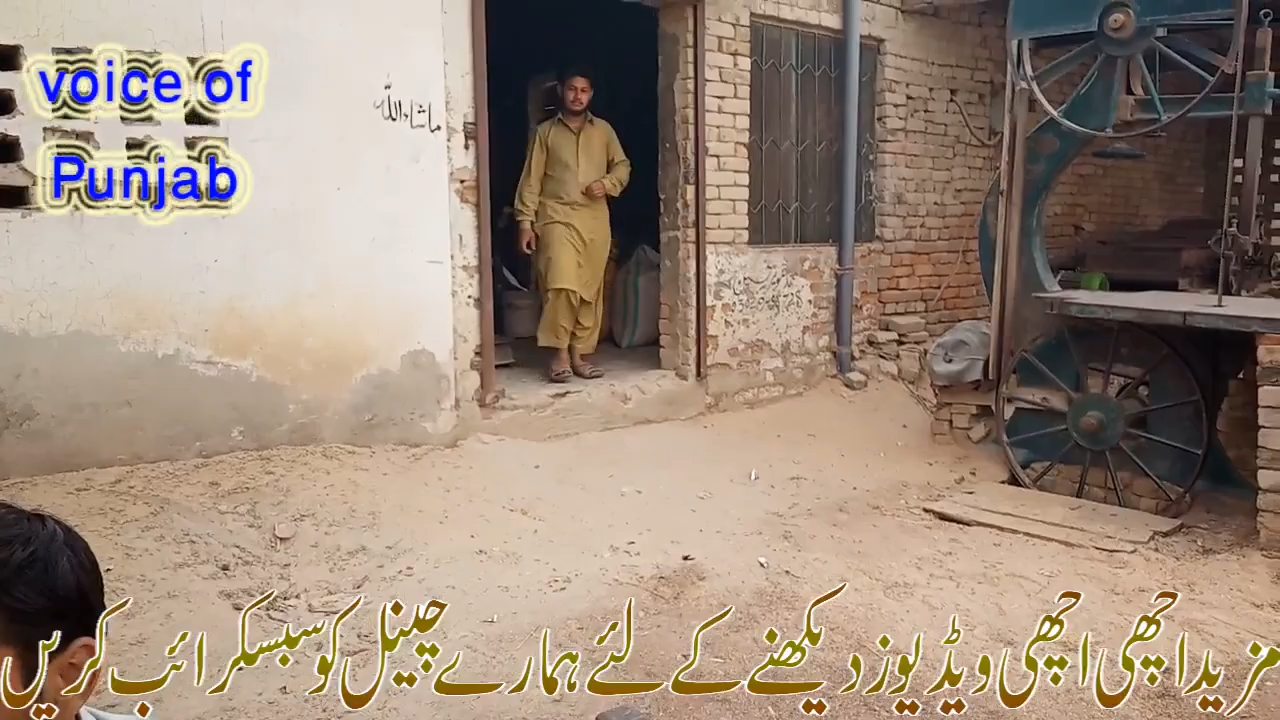 voice of
Punjab
ماشاءاللہ
مزید اچھی اچھی ویڈیوز دیکھنے کے لئے ہمارے چینل کو سبسکرائب کریں